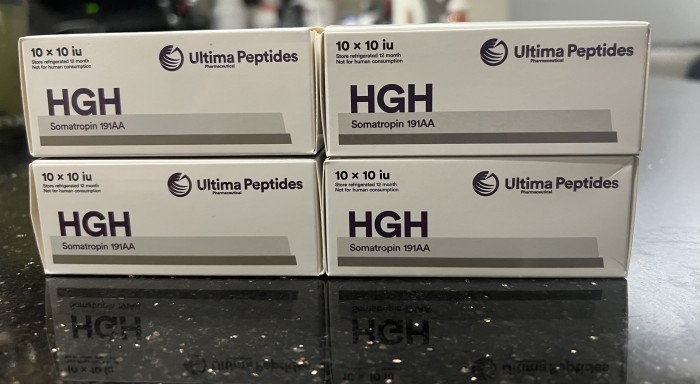 10 × 10 iu
Store refrigerated 12 month
Not for human consumption
Ultima Peptides
Pharmaceutical
HGH
Somatropin 191AA
10 × 10 iu
Store refrigerated 12 month
Not for human consumption
Ultima Peptides
Pharmaceutical
HGH
Somatropin 191AA
10 × 10 iu
Store refrigerated 12 month
Not for human consumption
Ultima Peptides
Pharmaceutical
HGH
Somatropin 191AA
10 × 10 iu
Store refrigerated 12 month
Not for human consumption
Ultima Peptides
Pharmaceutical
HGH
Somatropin 191AA